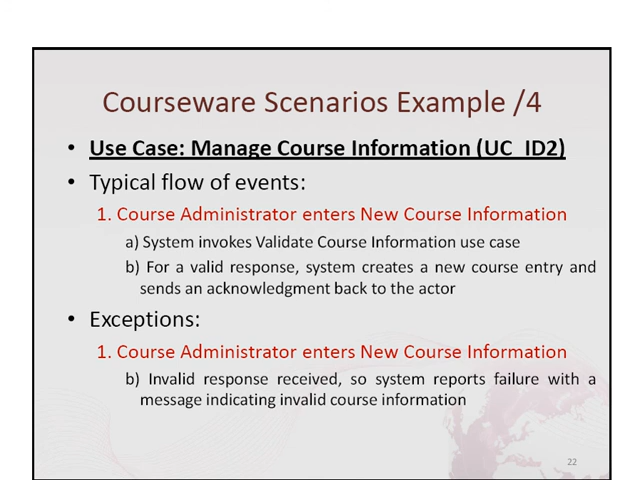 Courseware Scenarios Example /4
• Use Case: Manage Course Information (UC_ID2)
• Typical flow of events:
1. Course Administrator enters New Course Information
a) System invokes Validate Course Information use case
b) For a valid response, system creates a new course entry and
sends an acknowledgment back to the actor
• Exceptions:
1. Course Administrator enters New Course Information
b) Invalid response received, so system reports failure with a
message indicating invalid course information
22